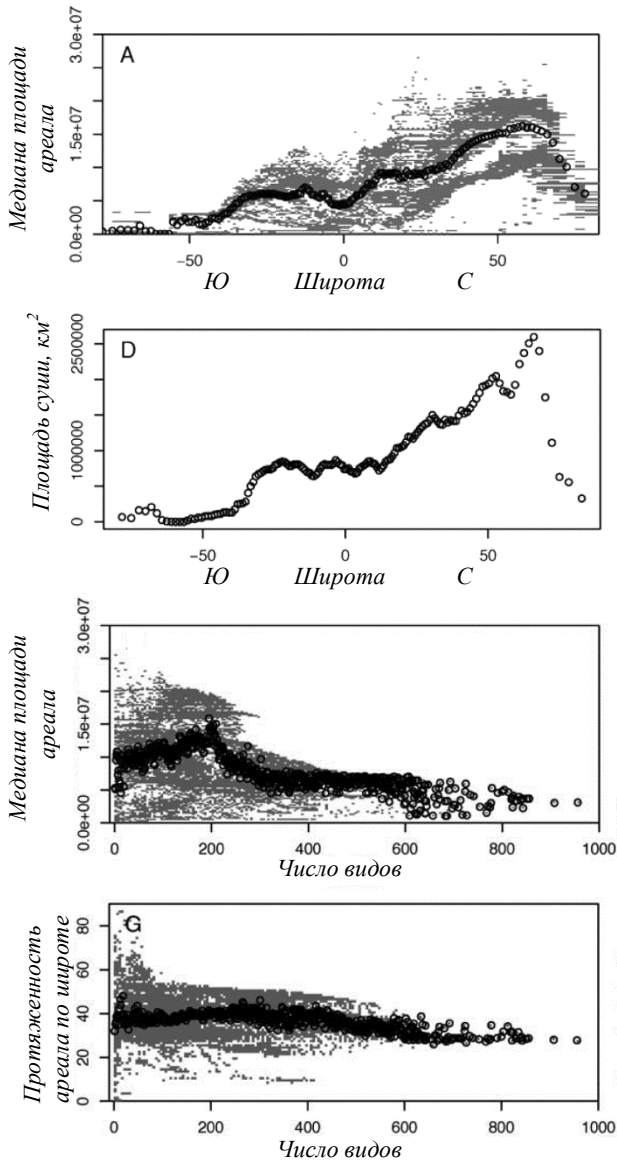 A
Медиана площади
ареала
3.0e+07
1.5e+07
0.0e+00
−50
0
50
Ю Широта С
D
Площадь суши, км²
2500000
1000000
0
−50
0
50
Ю Широта С
Медиана площади
ареала
3.0e+07
1.5e+07
0.0e+00
0
200
400
600
800
1000
Число видов
G
Протяженность
ареала по широте
80
60
40
20
0
0
200
400
600
800
1000
Число видов